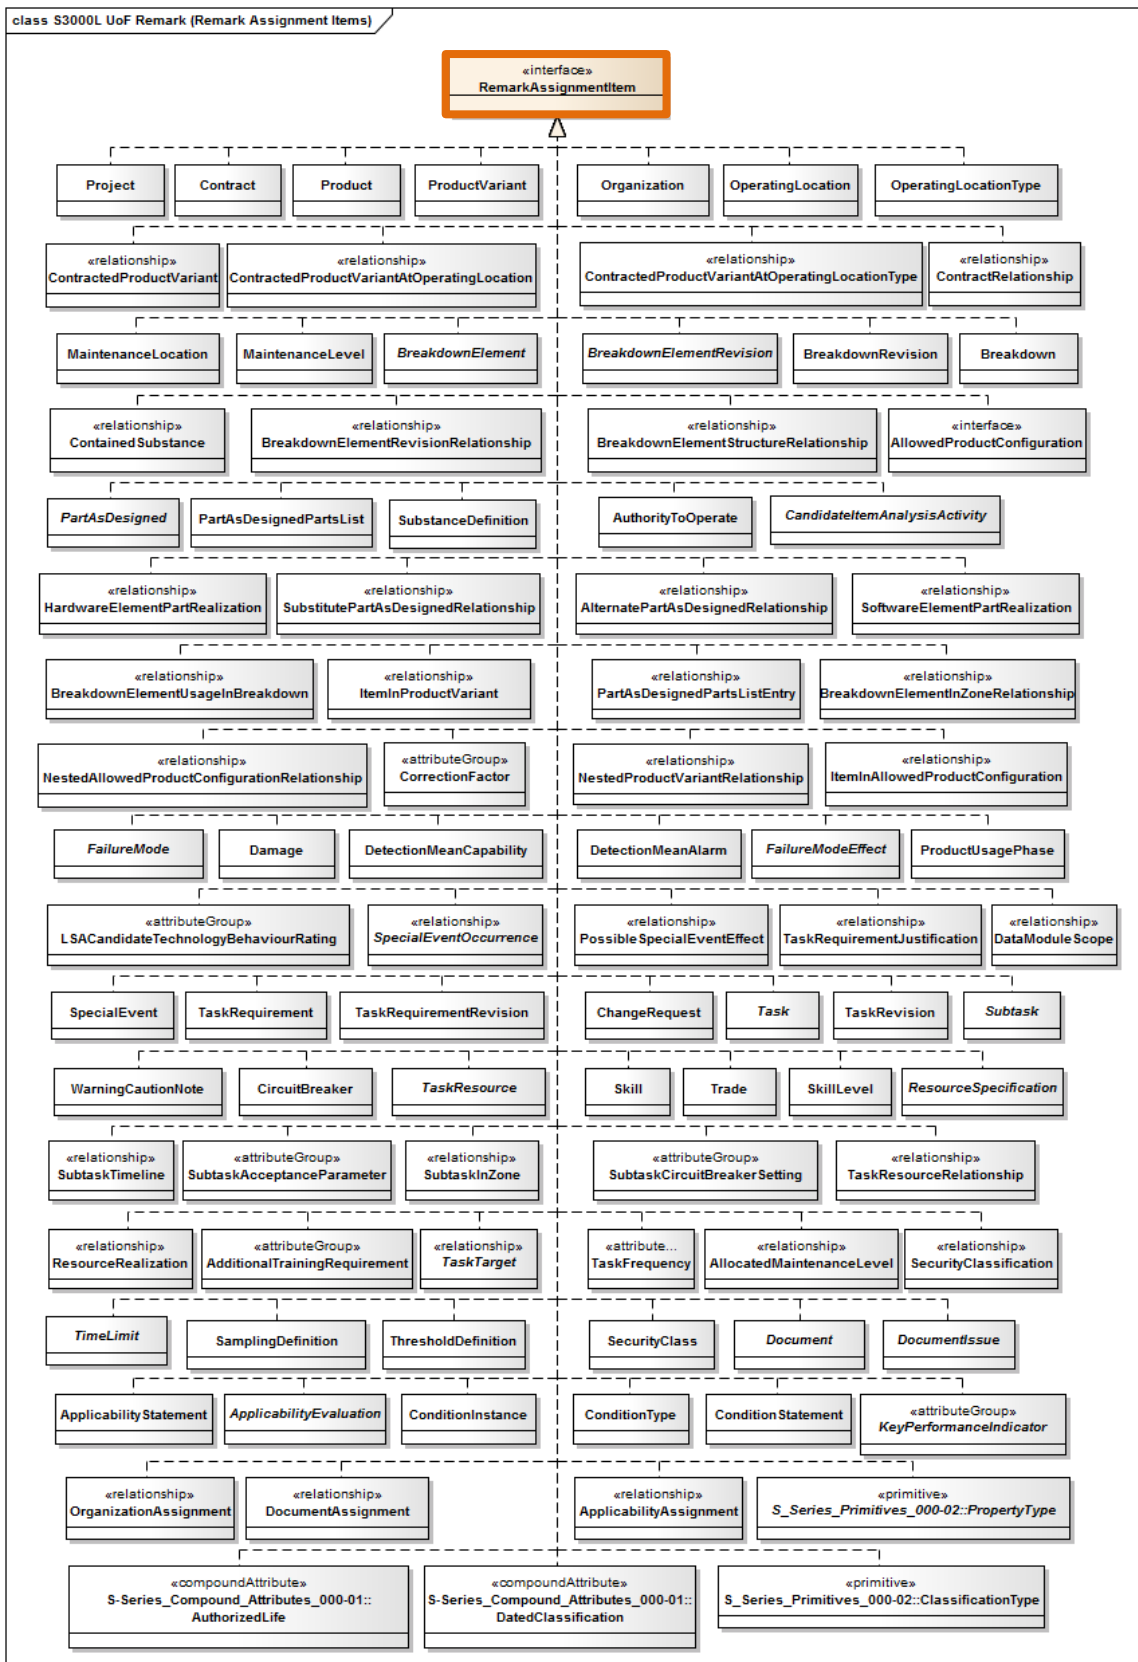 class S3000L UoF Remark (Remark Assignment Items)
«interface»
RemarkAssignmentItem
Project
Contract
Product
ProductVariant
Organization
OperatingLocation
OperatingLocationType
«relationship»
ContractedProductVariant
«relationship»
ContractedProductVariantAtOperatingLocation
«relationship»
ContractedProductVariantAtOperatingLocationType
«relationship»
ContractRelationship
MaintenanceLocation
MaintenanceLevel
BreakdownElement
BreakdownElementRevision
BreakdownRevision
Breakdown
«relationship»
ContainedSubstance
«relationship»
BreakdownElementRevisionRelationship
«relationship»
BreakdownElementStructureRelationship
«interface»
AllowedProductConfiguration
PartAsDesigned
PartAsDesignedPartsList
SubstanceDefinition
AuthorityToOperate
CandidateItemAnalysisActivity
«relationship»
HardwareElementPartRealization
«relationship»
SubstitutePartAsDesignedRelationship
«relationship»
AlternatePartAsDesignedRelationship
«relationship»
SoftwareElementPartRealization
«relationship»
BreakdownElementUsageInBreakdown
«relationship»
ItemInProductVariant
«relationship»
PartAsDesignedPartsListEntry
«relationship»
BreakdownElementInZoneRelationship
«relationship»
NestedAllowedProductConfigurationRelationship
«attributeGroup»
CorrectionFactor
«relationship»
NestedProductVariantRelationship
«relationship»
ItemInAllowedProductConfiguration
FailureMode
Damage
DetectionMeanCapability
DetectionMeanAlarm
FailureModeEffect
ProductUsagePhase
«attributeGroup»
LSACandidateTechnologyBehaviourRating
«relationship»
SpecialEventOccurrence
«relationship»
PossibleSpecialEventEffect
«relationship»
TaskRequirementJustification
«relationship»
DataModuleScope
SpecialEvent
TaskRequirement
TaskRequirementRevision
ChangeRequest
Task
TaskRevision
Subtask
WarningCautionNote
CircuitBreaker
TaskResource
Skill
Trade
SkillLevel
ResourceSpecification
«relationship»
SubtaskTimeline
«attributeGroup»
SubtaskAcceptanceParameter
«relationship»
SubtaskInZone
«attributeGroup»
SubtaskCircuitBreakerSetting
«relationship»
TaskResourceRelationship
«relationship»
ResourceRealization
«attributeGroup»
AdditionalTrainingRequirement
«relationship»
TaskTarget
«attribute...
TaskFrequency
«relationship»
AllocatedMaintenanceLevel
«relationship»
SecurityClassification
TimeLimit
SamplingDefinition
ThresholdDefinition
SecurityClass
Document
DocumentIssue
ApplicabilityStatement
ApplicabilityEvaluation
ConditionInstance
ConditionType
ConditionStatement
«attributeGroup»
KeyPerformanceIndicator
«relationship»
OrganizationAssignment
«relationship»
DocumentAssignment
«relationship»
ApplicabilityAssignment
«primitive»
S_Series_Primitives_000-02::PropertyType
«compoundAttribute»
S-Series_Compound_Attributes_000-01::
AuthorizedLife
«compoundAttribute»
S-Series_Compound_Attributes_000-01::
DatedClassification
«primitive»
S_Series_Primitives_000-02::ClassificationType